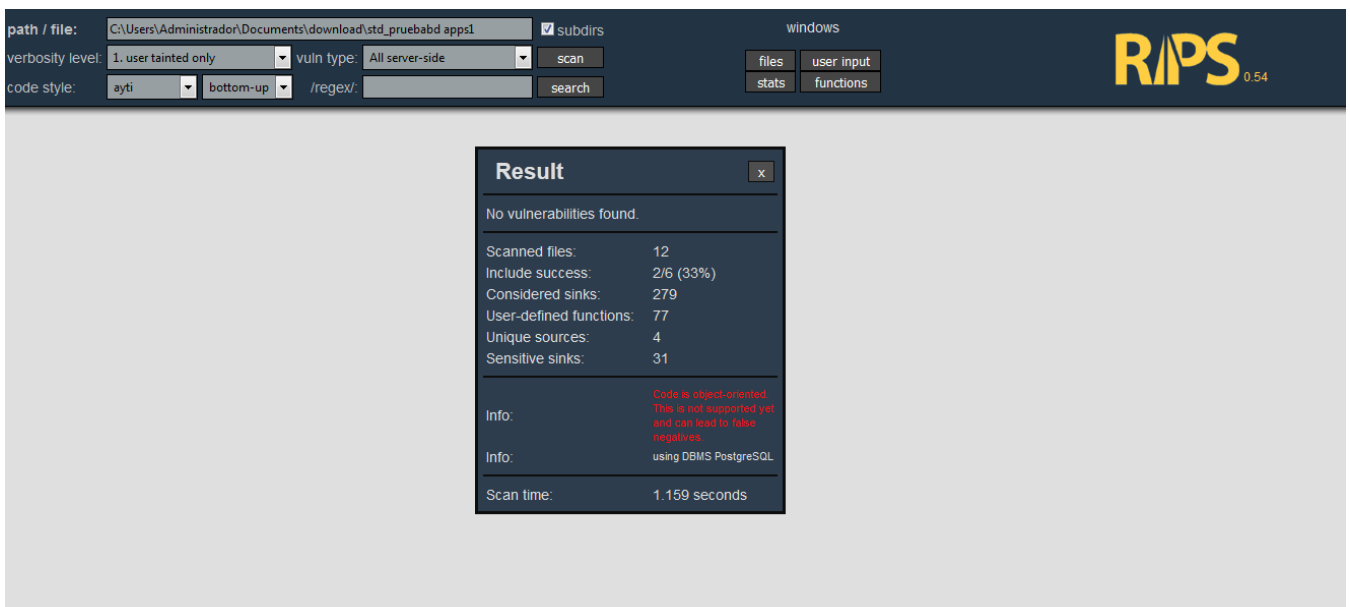 path / file: C:\Users\Administrador\Documents\download\std_pruebabd apps1 subdirs windows
verbosity level: 1. user tainted only vuln type: All server-side scan files user input
code style: ayti bottom-up /regex/: search stats functions
RIPS 0.54
Result x
No vulnerabilities found.
Scanned files: 12
Include success: 2/6 (33%)
Considered sinks: 279
User-defined functions: 77
Unique sources: 4
Sensitive sinks: 31
Info: Code is object-oriented.
This is not supported yet
and can lead to false
negatives.
Info: using DBMS PostgreSQL
Scan time: 1.159 seconds